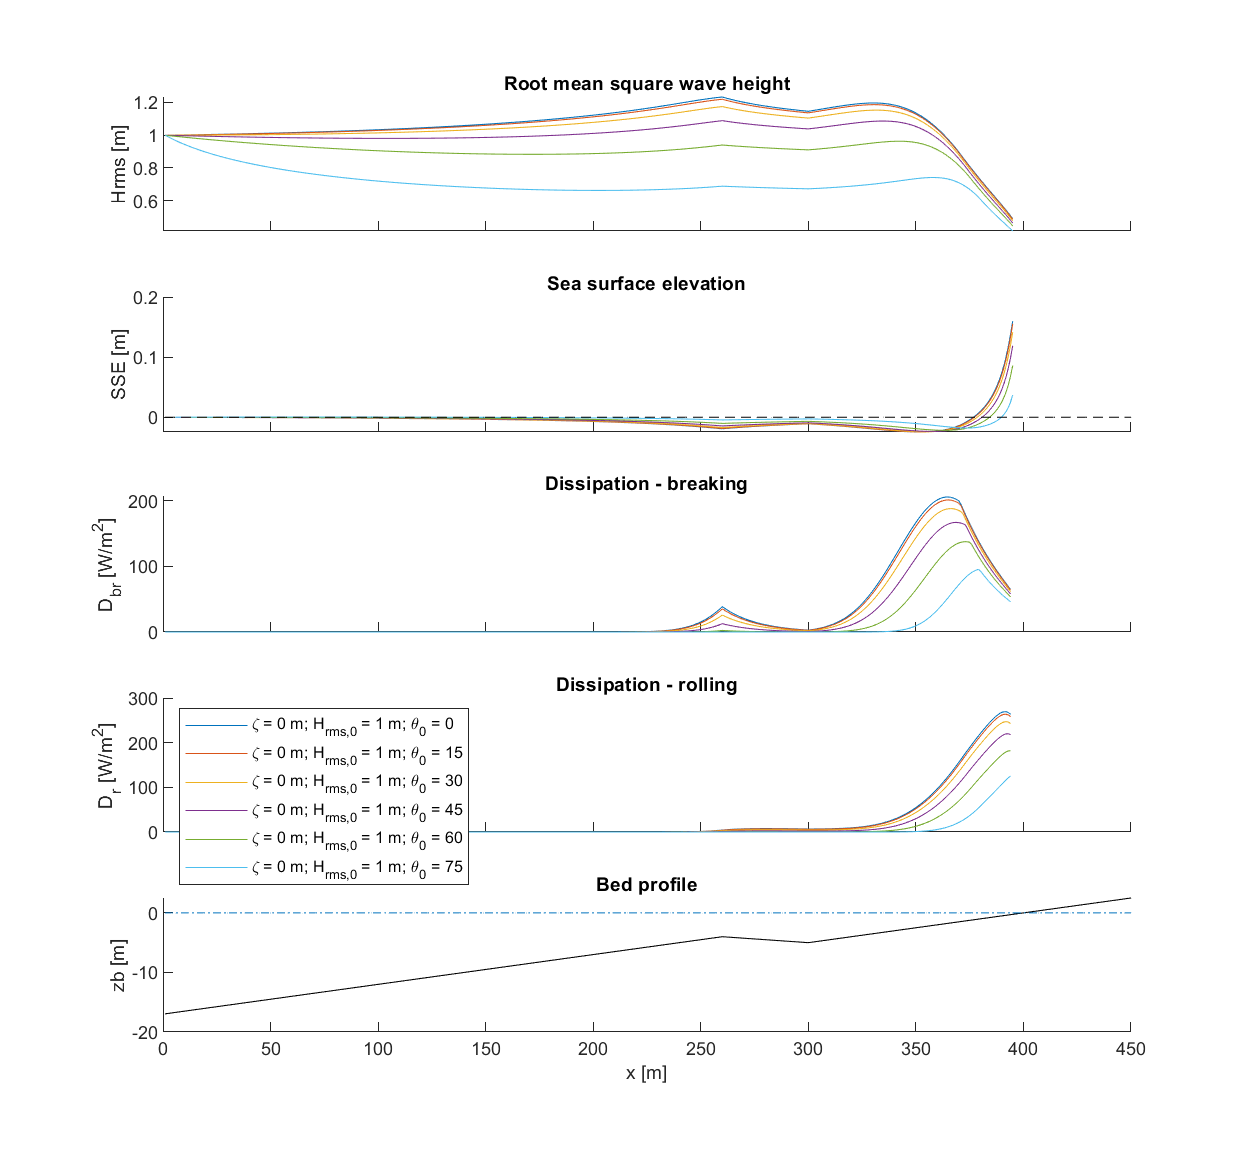 Root mean square wave height
Hrms [m]
1.2
1
0.8
0.6
Sea surface elevation
SSE [m]
0.2
0.1
0
Dissipation - breaking
D_br [W/m^2]
200
100
0
Dissipation - rolling
D_r [W/m^2]
300
200
100
0
ζ = 0 m; H_rms,0 = 1 m; θ_0 = 0
ζ = 0 m; H_rms,0 = 1 m; θ_0 = 15
ζ = 0 m; H_rms,0 = 1 m; θ_0 = 30
ζ = 0 m; H_rms,0 = 1 m; θ_0 = 45
ζ = 0 m; H_rms,0 = 1 m; θ_0 = 60
ζ = 0 m; H_rms,0 = 1 m; θ_0 = 75
Bed profile
zb [m]
0
-10
-20
0 50 100 150 200 250 300 350 400 450
x [m]